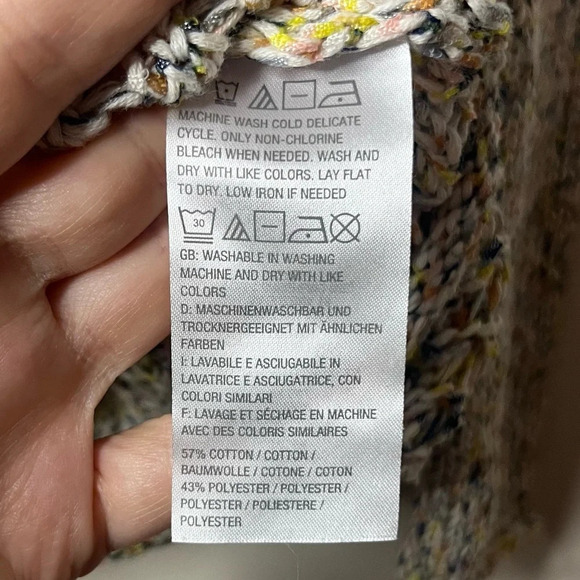 MACHINE WASH COLD DELICATE
CYCLE. ONLY NON-CHLORINE
BLEACH WHEN NEEDED. WASH AND
DRY WITH LIKE COLORS. LAY FLAT
TO DRY. LOW IRON IF NEEDED
30
GB: WASHABLE IN WASHING
MACHINE AND DRY WITH LIKE
COLORS
D: MASCHINENWASCHBAR UND
TROCKNERGEEIGNET MIT ÄHNLICHEN
FARBEN
I: LAVABILE E ASCIUGABILE IN
LAVATRICE E ASCIUGATRICE, CON
COLORI SIMILARI
F: LAVAGE ET SÉCHAGE EN MACHINE
AVEC DES COLORIS SIMILAIRES
57% COTTON / COTTON /
BAUMWOLLE / COTONE / COTON
43% POLYESTER / POLYESTER /
POLYESTER / POLIESTERE /
POLYESTER